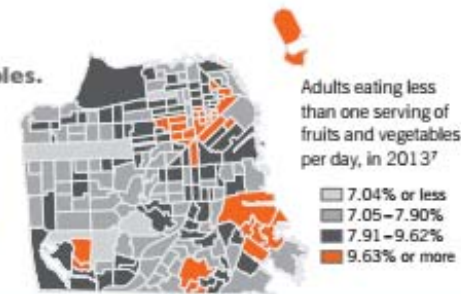 Adults eating less
than one serving of
fruits and vegetables
per day, in 2013⁷
7.04% or less
7.05–7.90%
7.91–9.62%
9.63% or more